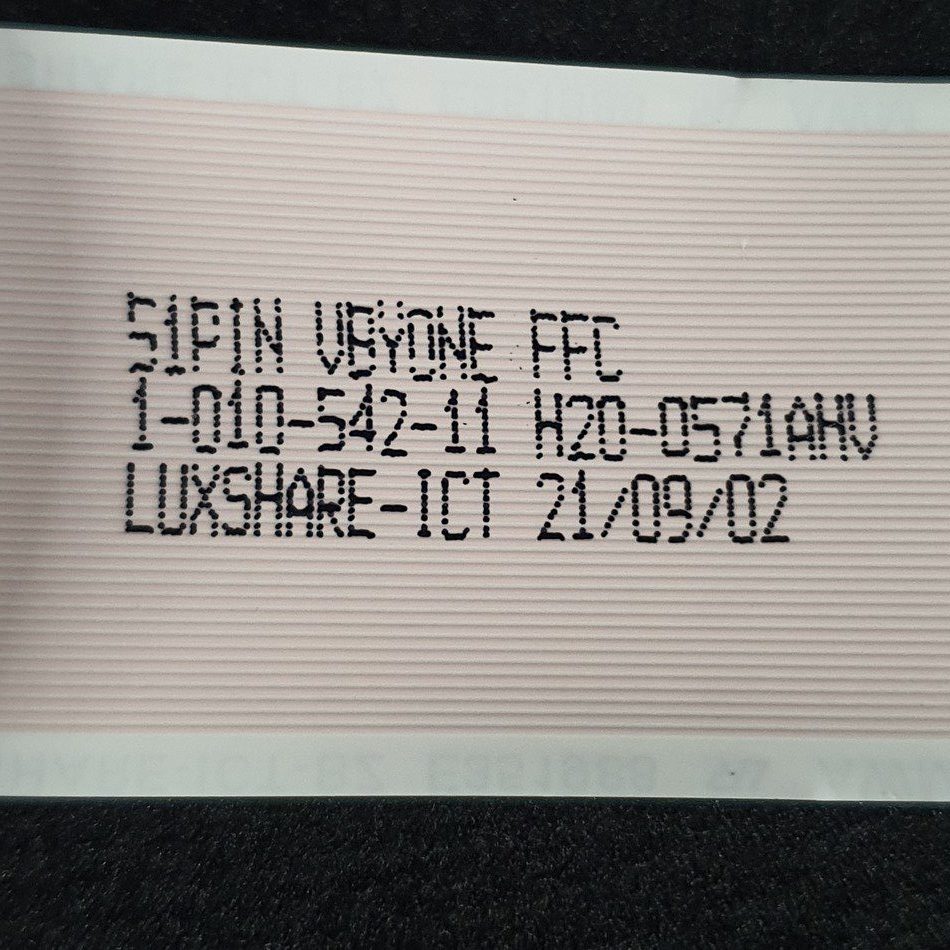 51PIN VBYONE FFC
1-010-542-11 H20-0571AHV
LUXSHARE-ICT 21/09/02